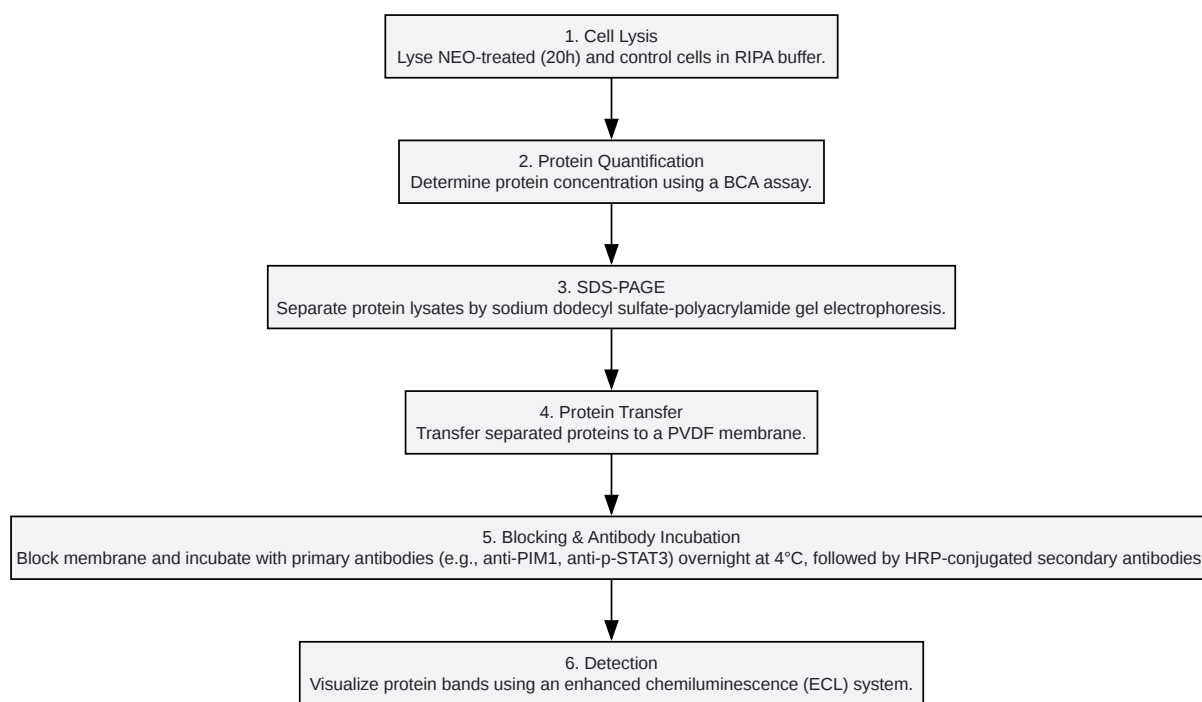 1. Cell Lysis
Lyse NEO-treated (20h) and control cells in RIPA buffer.
2. Protein Quantification
Determine protein concentration using a BCA assay.
3. SDS-PAGE
Separate protein lysates by sodium dodecyl sulfate-polyacrylamide gel electrophoresis.
4. Protein Transfer
Transfer separated proteins to a PVDF membrane.
5. Blocking & Antibody Incubation
Block membrane and incubate with primary antibodies (e.g., anti-PIM1, anti-p-STAT3) overnight at 4°C, followed by HRP-conjugated secondary antibodies.
6. Detection
Visualize protein bands using an enhanced chemiluminescence (ECL) system.